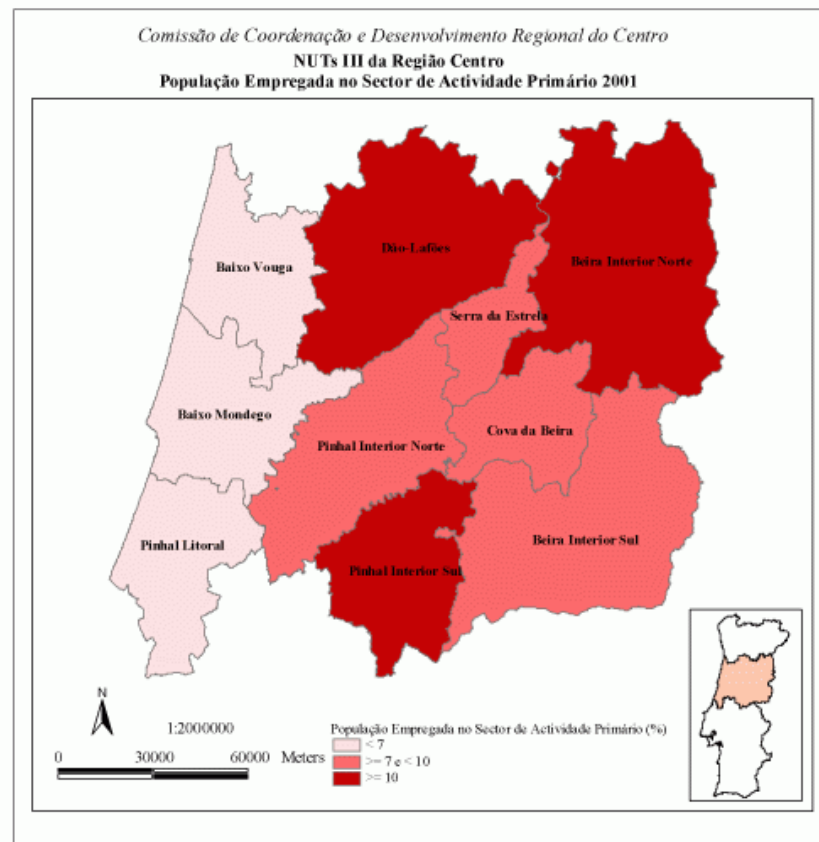 Comissão de Coordenação e Desenvolvimento Regional do Centro
NUTs III da Região Centro
População Empregada no Sector de Actividade Primário 2001
Dão-Lafões
Beira Interior Norte
Baixo Vouga
Serra da Estrela
Baixo Mondego
Cova da Beira
Pinhal Interior Norte
Pinhal Litoral
Beira Interior Sul
Pinhal Interior Sul
N
1:2000000
0 30000 60000 Meters
População Empregada no Sector de Actividade Primário (%)
< 7
>= 7 e < 10
>= 10